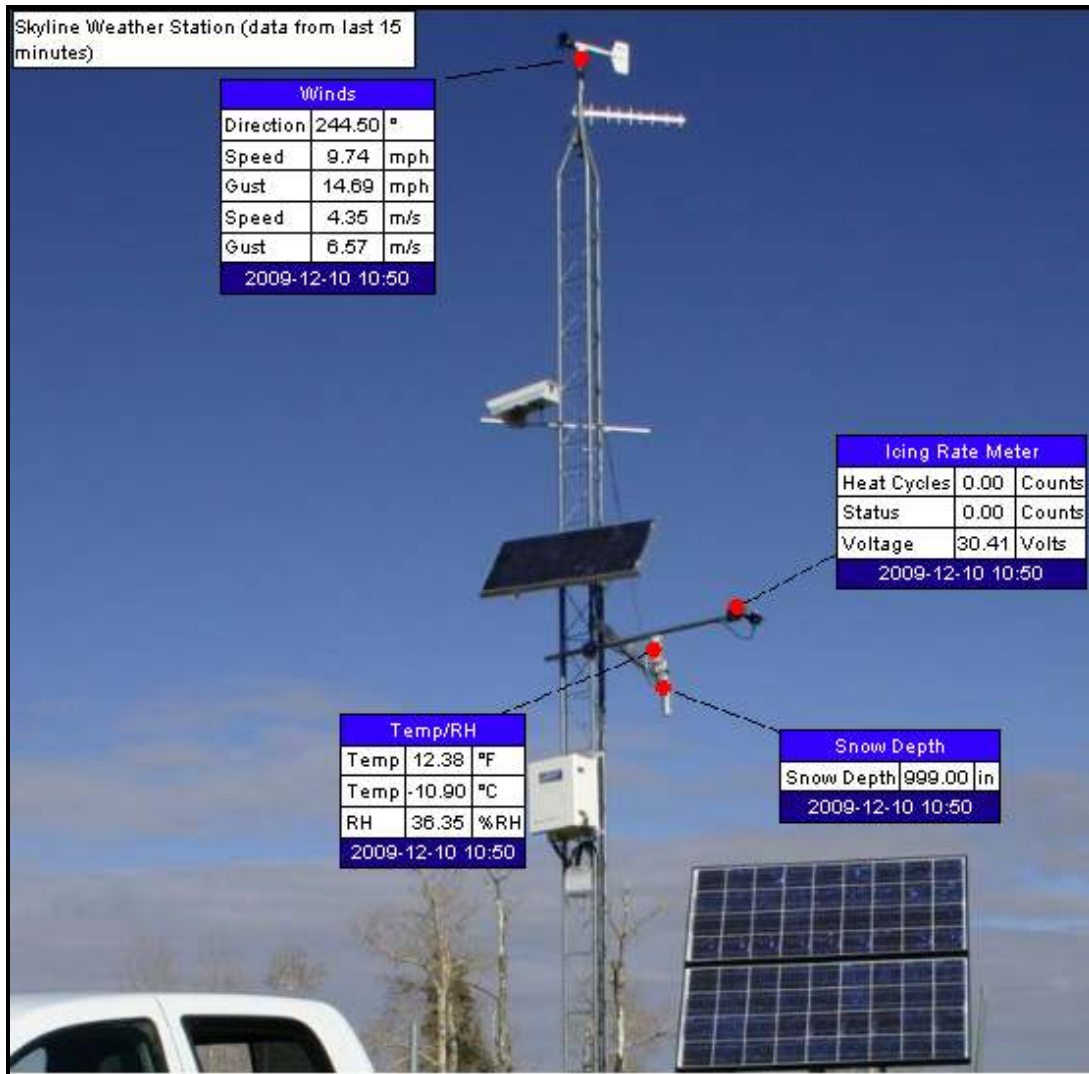 Skyline Weather Station (data from last 15
minutes)
Winds
Direction 244.50 °
Speed 9.74 mph
Gust 14.69 mph
Speed 4.35 m/s
Gust 6.57 m/s
2009-12-10 10:50
Icing Rate Meter
Heat Cycles 0.00 Counts
Status 0.00 Counts
Voltage 30.41 Volts
2009-12-10 10:50
Temp/RH
Temp 12.38 °F
Temp -10.90 °C
RH 36.35 %RH
2009-12-10 10:50
Snow Depth
Snow Depth 999.00 in
2009-12-10 10:50